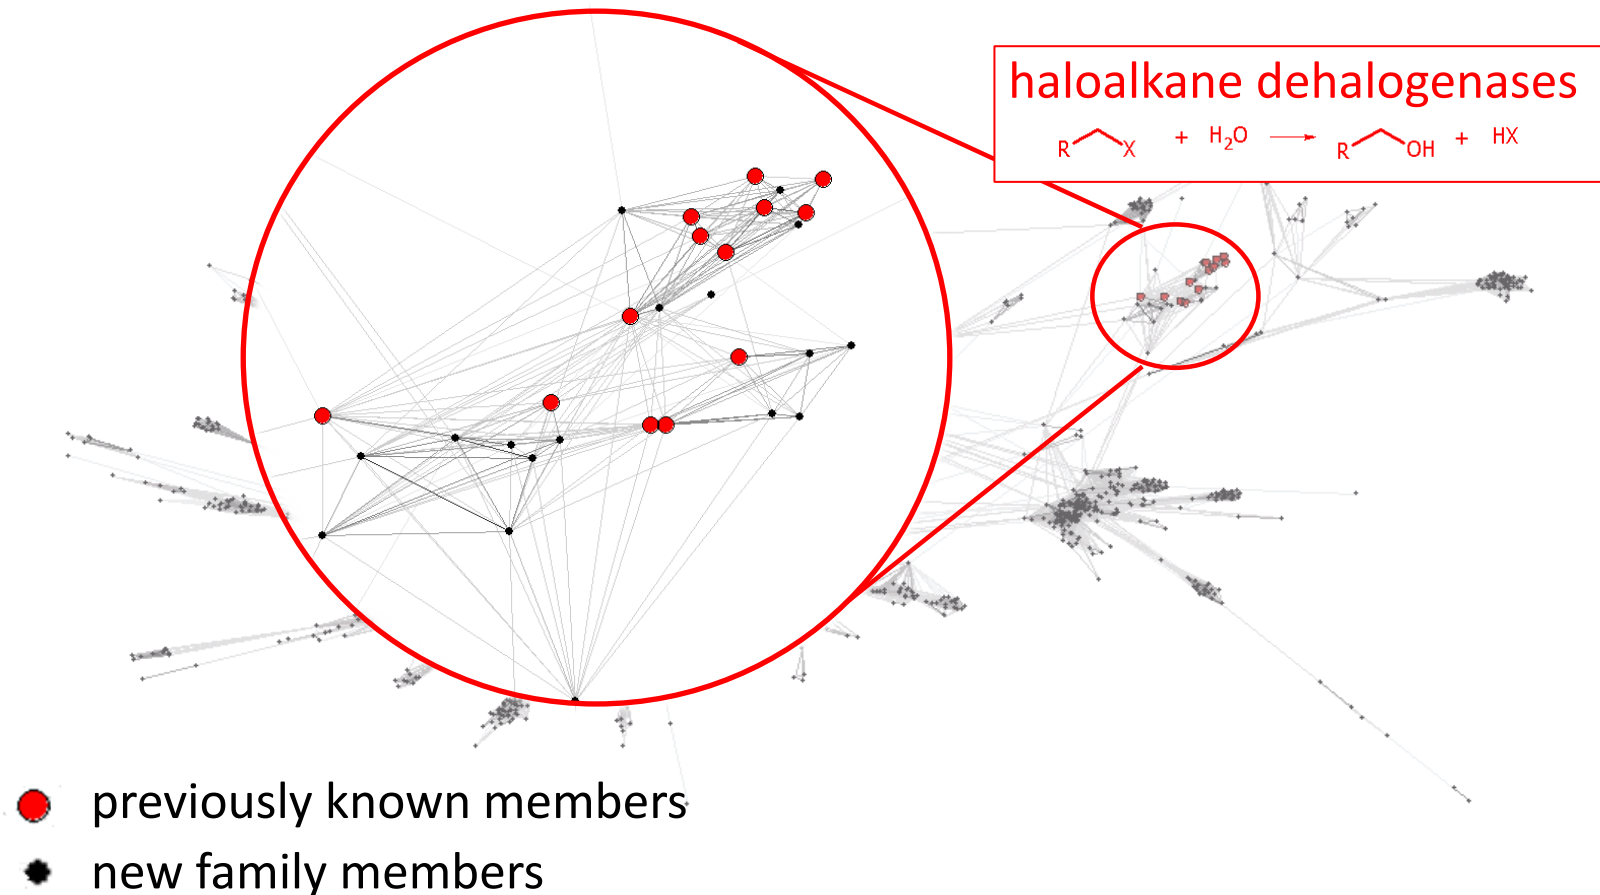 haloalkane dehalogenases
R X + H₂O → R OH + HX
previously known members
new family members